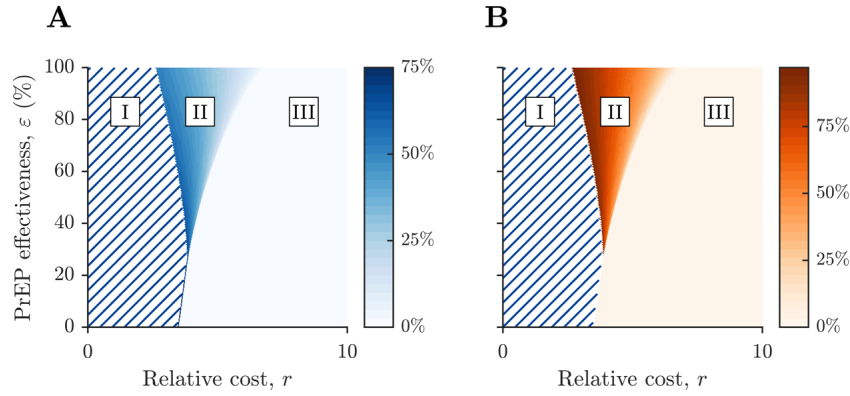 A
B
PrEP effectiveness, ε (%)
100
80
60
40
20
0
I
II
III
0
10
Relative cost, r
75%
50%
25%
0%
I
II
III
0
10
Relative cost, r
75%
50%
25%
0%